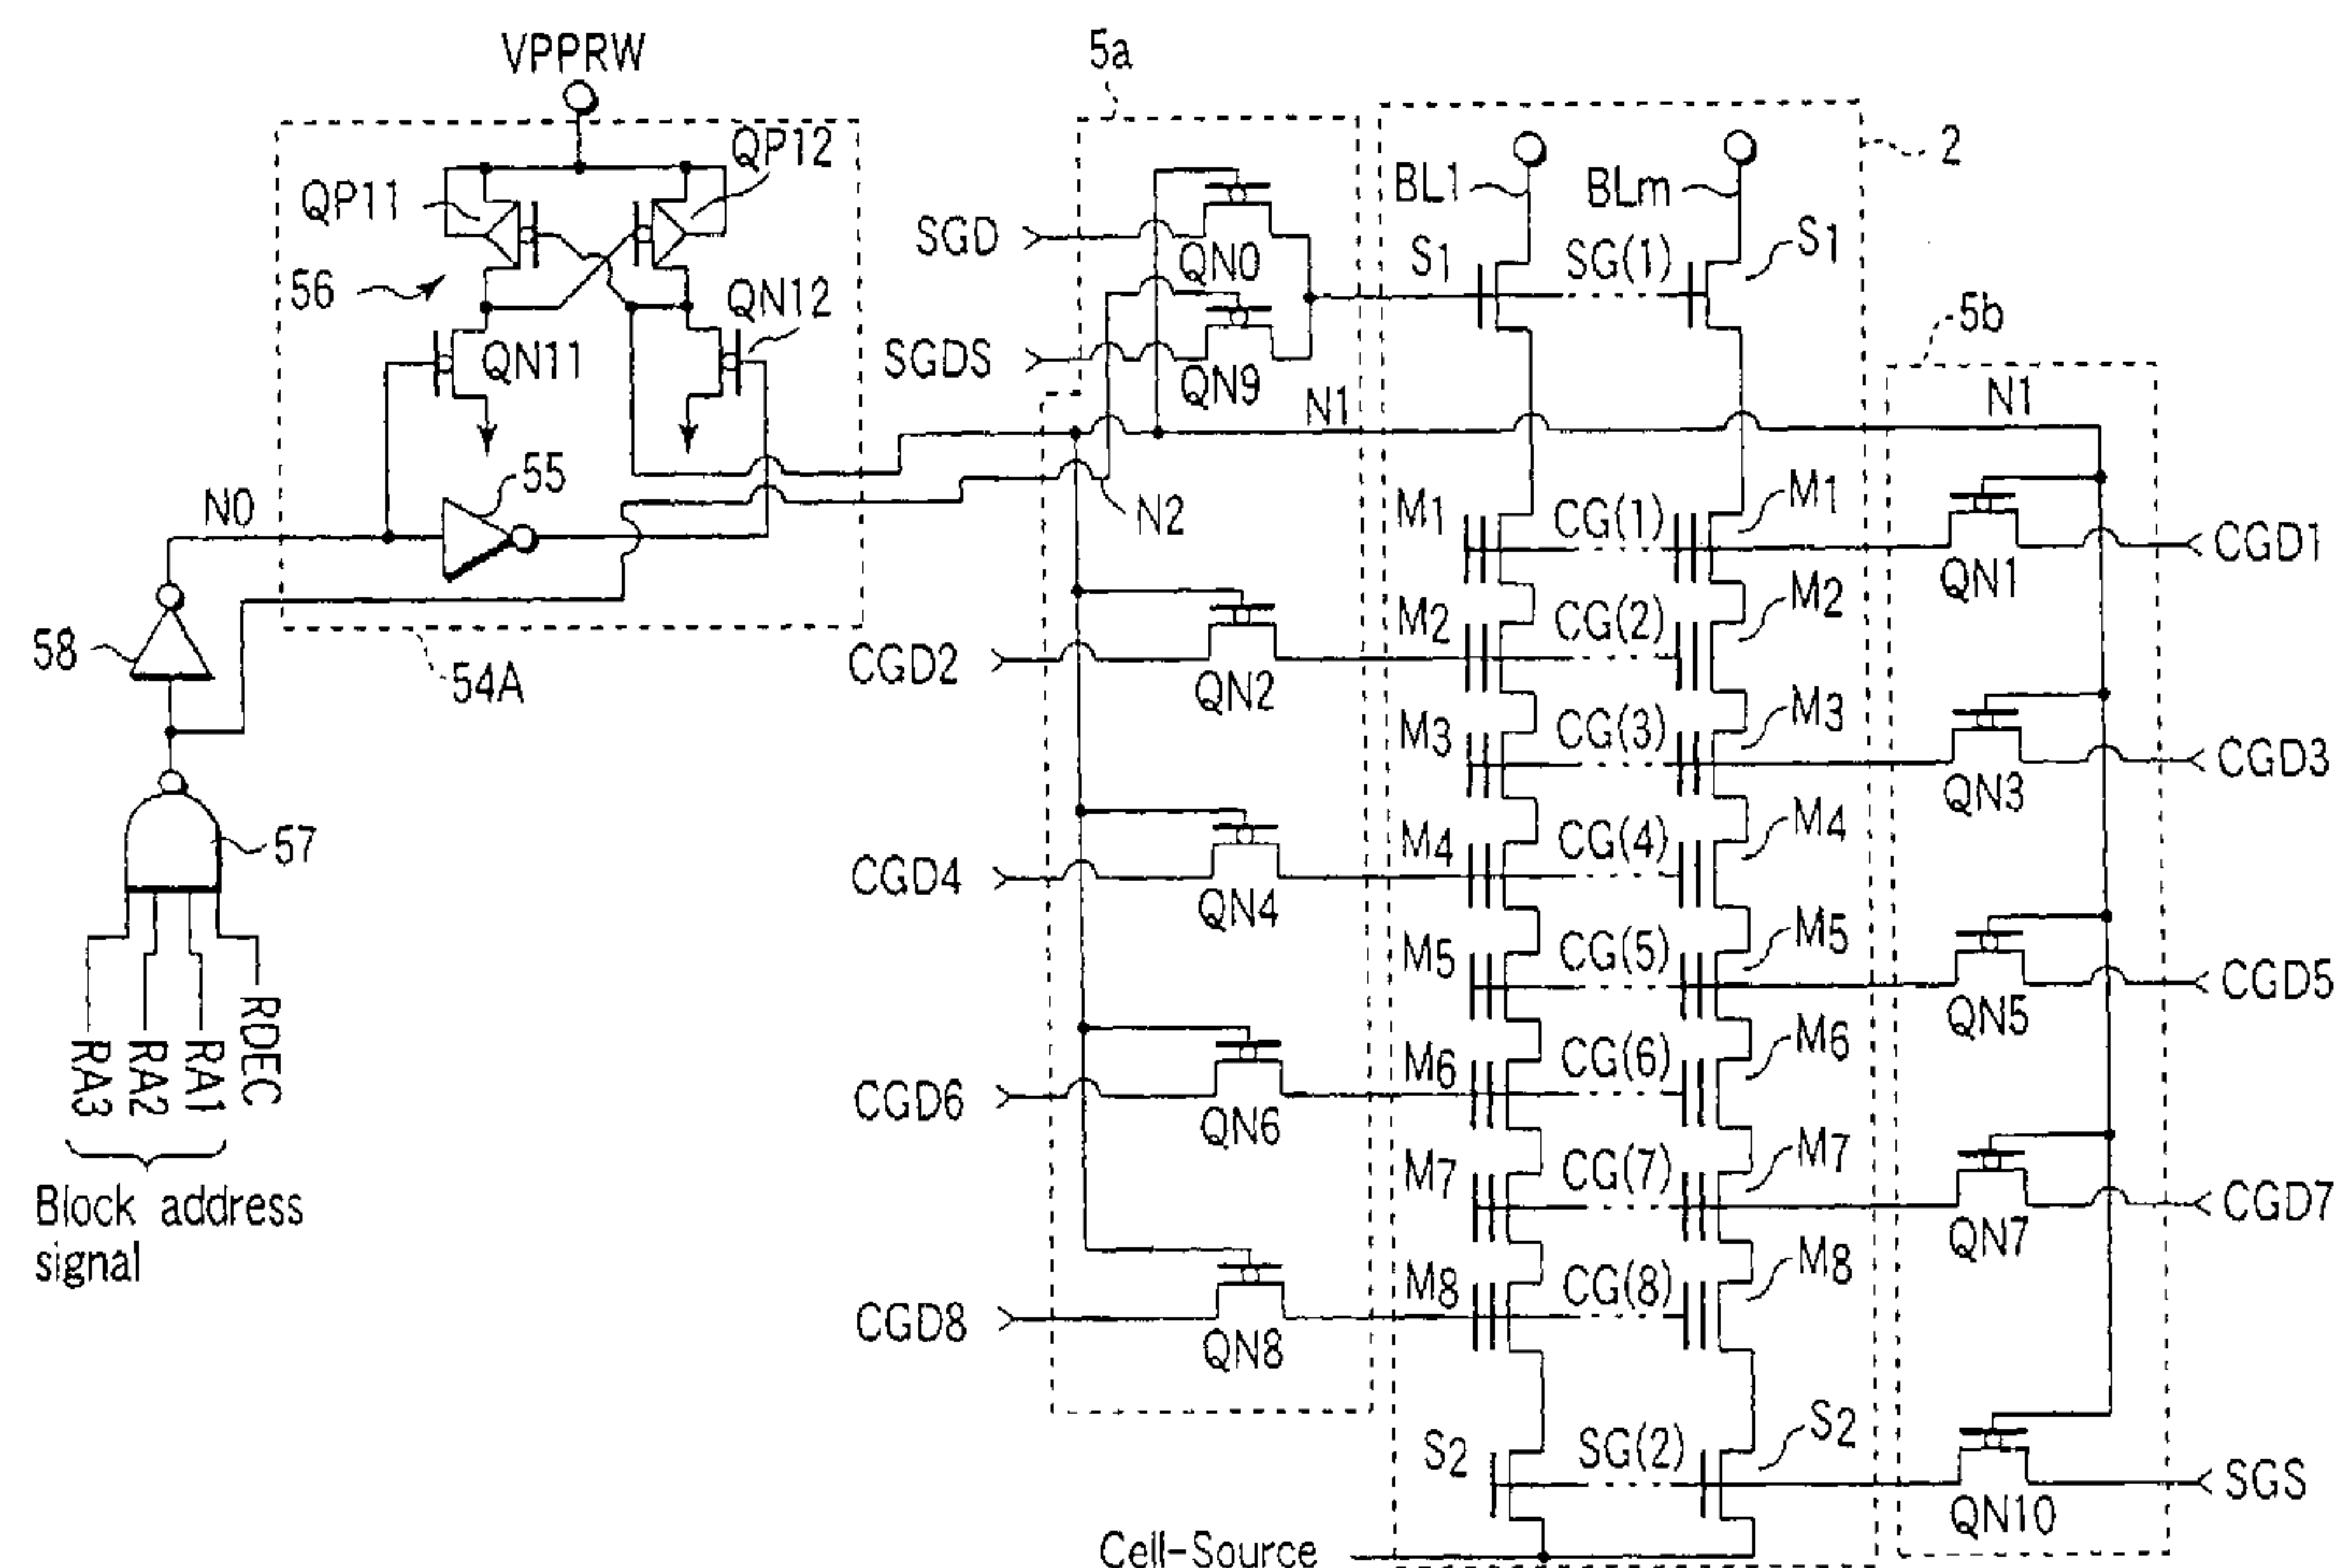 VPPRW
5a
QP12
2
QP11
BL1
BLm
SGD
QN0
S1
SG(1)
S1
56
QN12
5b
QN11
SGDS
QN9
N1
N1
55
N0
N2
M1
CG(1)
M1
QN1
CGD1
58
54A
CGD2
QN2
M2
CG(2)
M2
M3
CG(3)
M3
QN3
CGD3
57
CGD4
QN4
M4
CG(4)
M4
M5
CG(5)
M5
QN5
CGD5
RA3
RA2
RA1
RDEC
CGD6
QN6
M6
CG(6)
M6
Block address
signal
M7
CG(7)
M7
QN7
CGD7
CGD8
QN8
M8
CG(8)
M8
S2
SG(2)
S2
QN10
SGS
Cell-Source